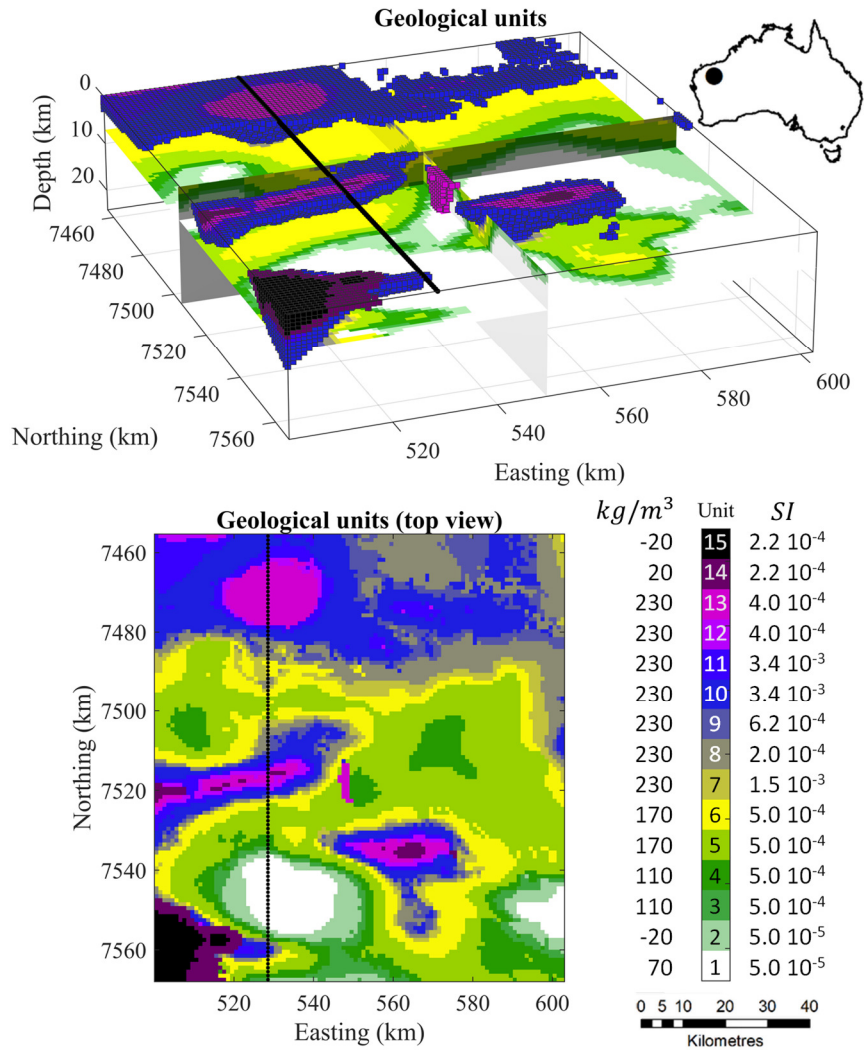 Geological units
0
10
20
Depth (km)
7460
7480
7500
7520
7540
7560
Northing (km)
520
540
560
580
600
Easting (km)
Geological units (top view)
7460
7480
7500
7520
7540
7560
Northing (km)
520 540 560 580 600
Easting (km)
kg/m³ Unit SI
-20 15 2.2 10⁻⁴
20 14 2.2 10⁻⁴
230 13 4.0 10⁻⁴
230 12 4.0 10⁻⁴
230 11 3.4 10⁻³
230 10 3.4 10⁻³
230 9 6.2 10⁻⁴
230 8 2.0 10⁻⁴
230 7 1.5 10⁻³
170 6 5.0 10⁻⁴
170 5 5.0 10⁻⁴
110 4 5.0 10⁻⁴
110 3 5.0 10⁻⁴
-20 2 5.0 10⁻⁵
70 1 5.0 10⁻⁵
0 5 10 20 30 40
Kilometres